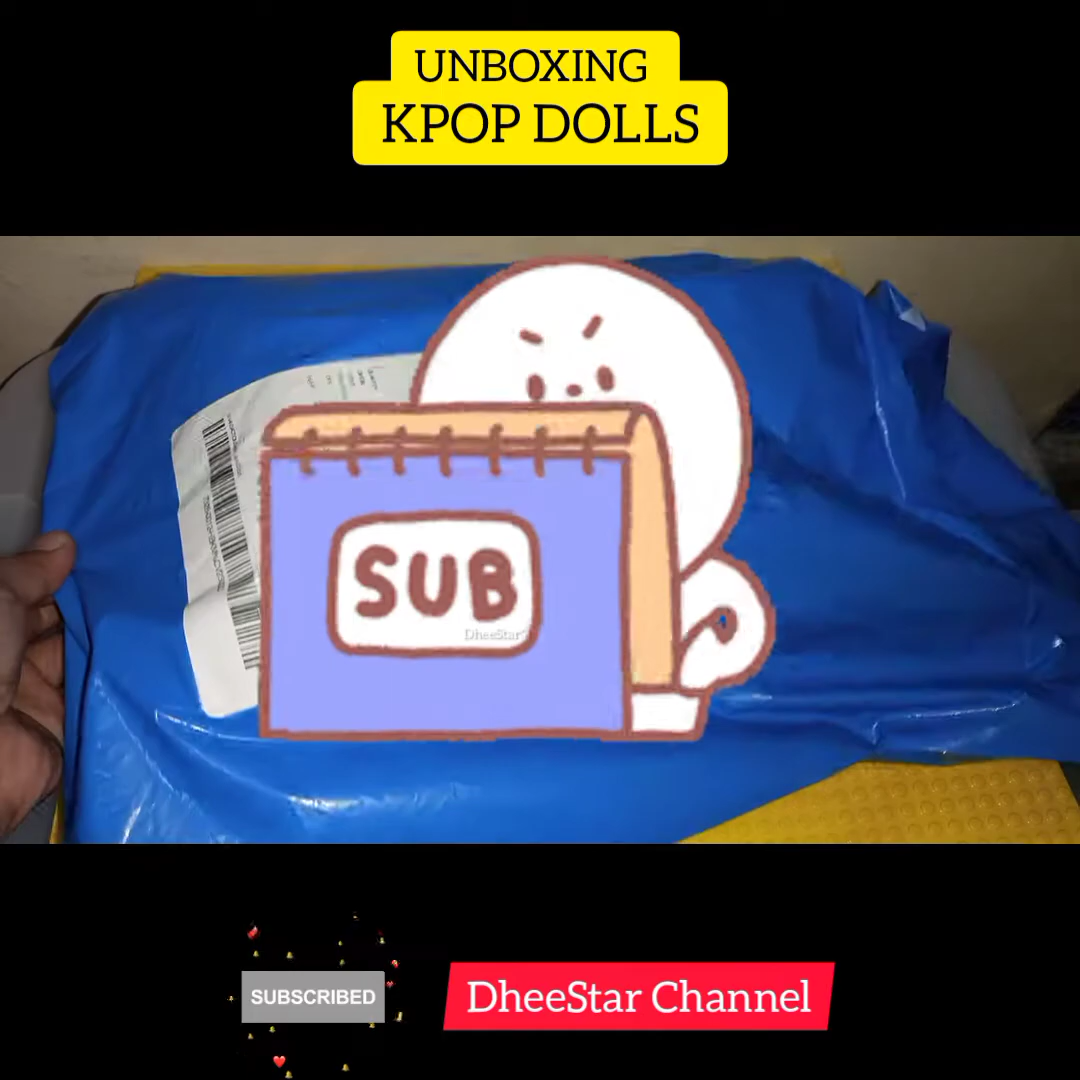 UNBOXING
KPOP DOLLS
SUB
DheeStar
SUBSCRIBED
DheeStar Channel